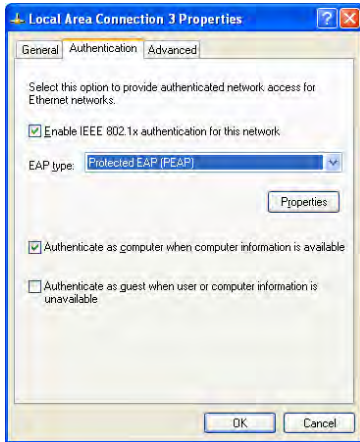 Local Area Connection 3 Properties
General Authentication Advanced
Select this option to provide authenticated network access for
Ethernet networks.
Enable IEEE 802.1x authentication for this network
EAP type: Protected EAP (PEAP)
Properties
Authenticate as computer when computer information is available
Authenticate as guest when user or computer information is
unavailable
OK Cancel